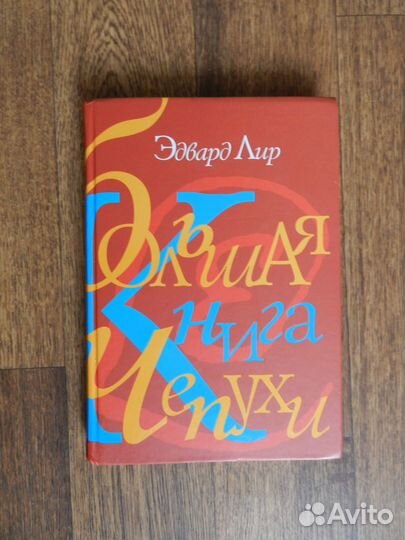 Эдвард Лир
большая
Книга
Чепухи
Avito